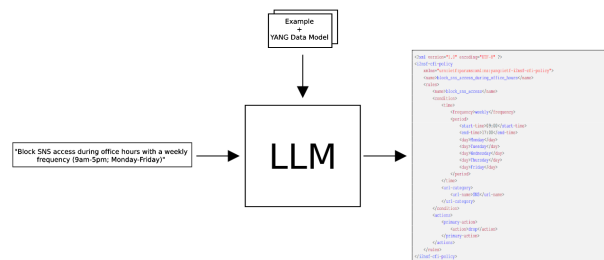 Example
+
YANG Data Model
"Block SNS access during office hours with a weekly
frequency (9am-5pm; Monday-Friday)"
LLM
<?xml version="1.0" encoding="UTF-8" ?>
<i2nsf-cfi-policy
<name>block_sns_access_during_office_hours</name>
<rules>
<name>block_sns_access</name>
<condition>
<time>
<frequency>weekly</frequency>
<period>
<start-time>09:00</start-time>
<end-time>17:00</end-time>
<day>Monday</day>
<day>Tuesday</day>
<day>Wednesday</day>
<day>Thursday</day>
<day>Friday</day>
</period>
</time>
<url-category>
<url-name>SNS</url-name>
</url-category>
</condition>
<actions>
<primary-action>
<action>drop</action>
</primary-action>
</actions>
</rules>
</i2nsf-cfi-policy>